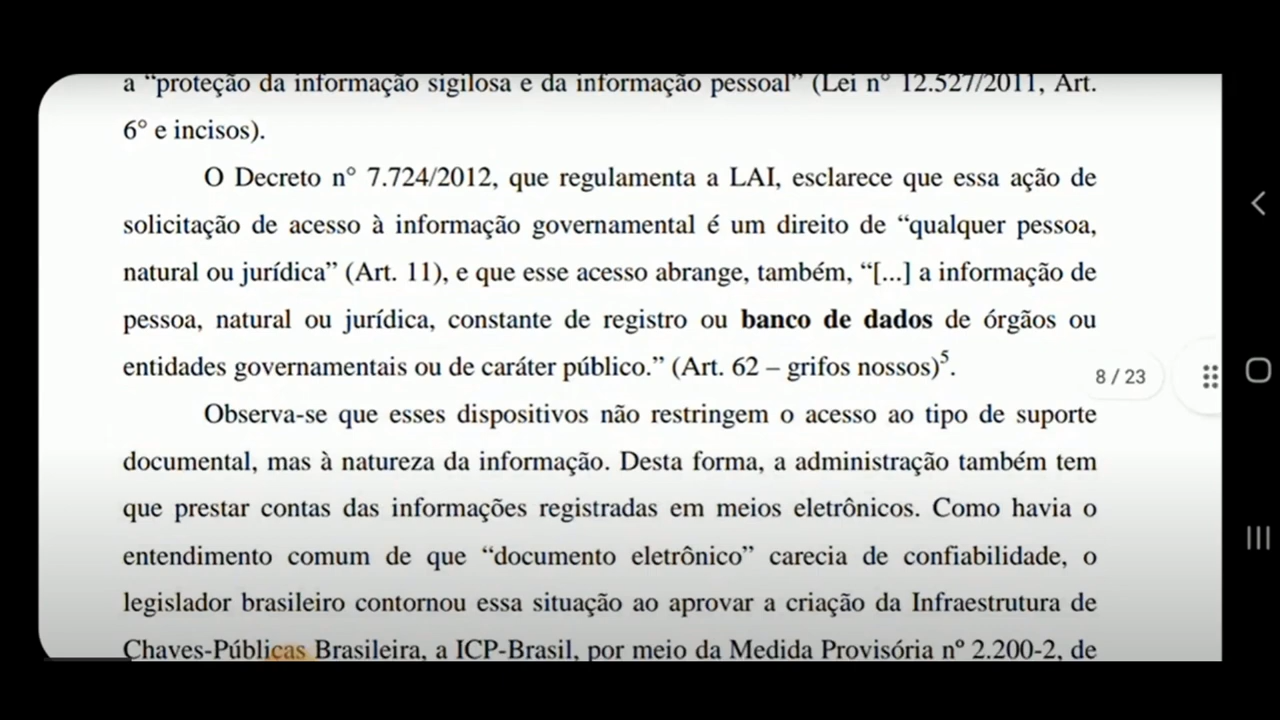 a “proteção da informação sigilosa e da informação pessoal” (Lei nº 12.527/2011, Art.
6° e incisos).
O Decreto n° 7.724/2012, que regulamenta a LAI, esclarece que essa ação de
solicitação de acesso à informação governamental é um direito de “qualquer pessoa,
natural ou jurídica” (Art. 11), e que esse acesso abrange, também, “[...] a informação de
pessoa, natural ou jurídica, constante de registro ou banco de dados de órgãos ou
entidades governamentais ou de caráter público.” (Art. 62 – grifos nossos)⁵.
8 / 23
Observa-se que esses dispositivos não restringem o acesso ao tipo de suporte
documental, mas à natureza da informação. Desta forma, a administração também tem
que prestar contas das informações registradas em meios eletrônicos. Como havia o
entendimento comum de que “documento eletrônico” carecia de confiabilidade, o
legislador brasileiro contornou essa situação ao aprovar a criação da Infraestrutura de
Chaves-Públicas Brasileira, a ICP-Brasil, por meio da Medida Provisória nº 2.200-2, de